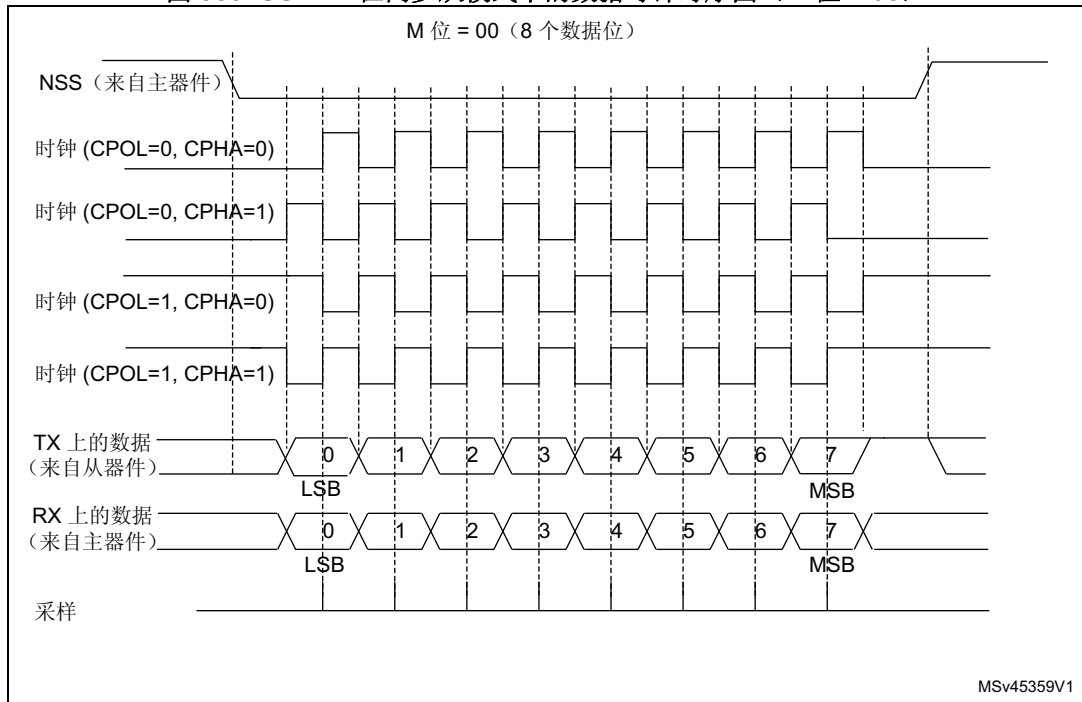 M 位 = 00（8 个数据位）
NSS（来自主器件）
时钟 (CPOL=0, CPHA=0)
时钟 (CPOL=0, CPHA=1)
时钟 (CPOL=1, CPHA=0)
时钟 (CPOL=1, CPHA=1)
TX 上的数据
（来自从器件）
0 1 2 3 4 5 6 7
LSB MSB
RX 上的数据
（来自主器件）
0 1 2 3 4 5 6 7
LSB MSB
采样
MSv45359V1